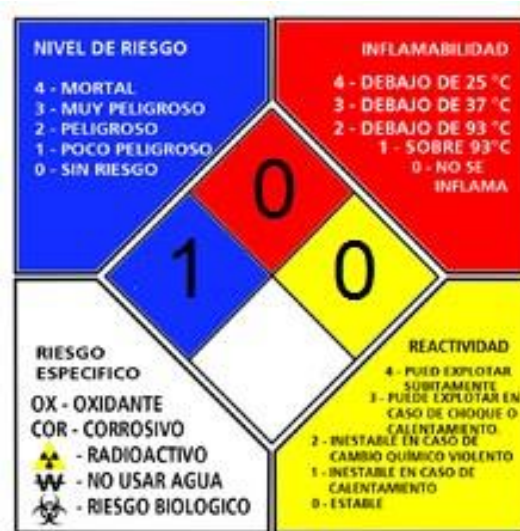 NIVEL DE RIESGO
4 - MORTAL
3 - MUY PELIGROSO
2 - PELIGROSO
1 - POCO PELIGROSO
0 - SIN RIESGO
INFLAMABILIDAD
4 - DEBAJO DE 25 °C
3 - DEBAJO DE 37 °C
2 - DEBAJO DE 93 °C
1 - SOBRE 93°C
0 - NO SE
INFLAMA
0
1
0
RIESGO
ESPECIFICO
OX - OXIDANTE
COR - CORROSIVO
- RADIOACTIVO
W - NO USAR AGUA
- RIESGO BIOLOGICO
REACTIVIDAD
4 - PUED EXPLOTAR
SÚBITAMENTE
3 - PUEDE EXPLOTAR EN
CASO DE CHOQUE O
CALENTAMIENTO.
2 - INESTABLE EN CASO DE
CAMBIO QUÍMICO VIOLENTO
1 - INESTABLE EN CASO DE
CALENTAMIENTO
0 - ESTABLE